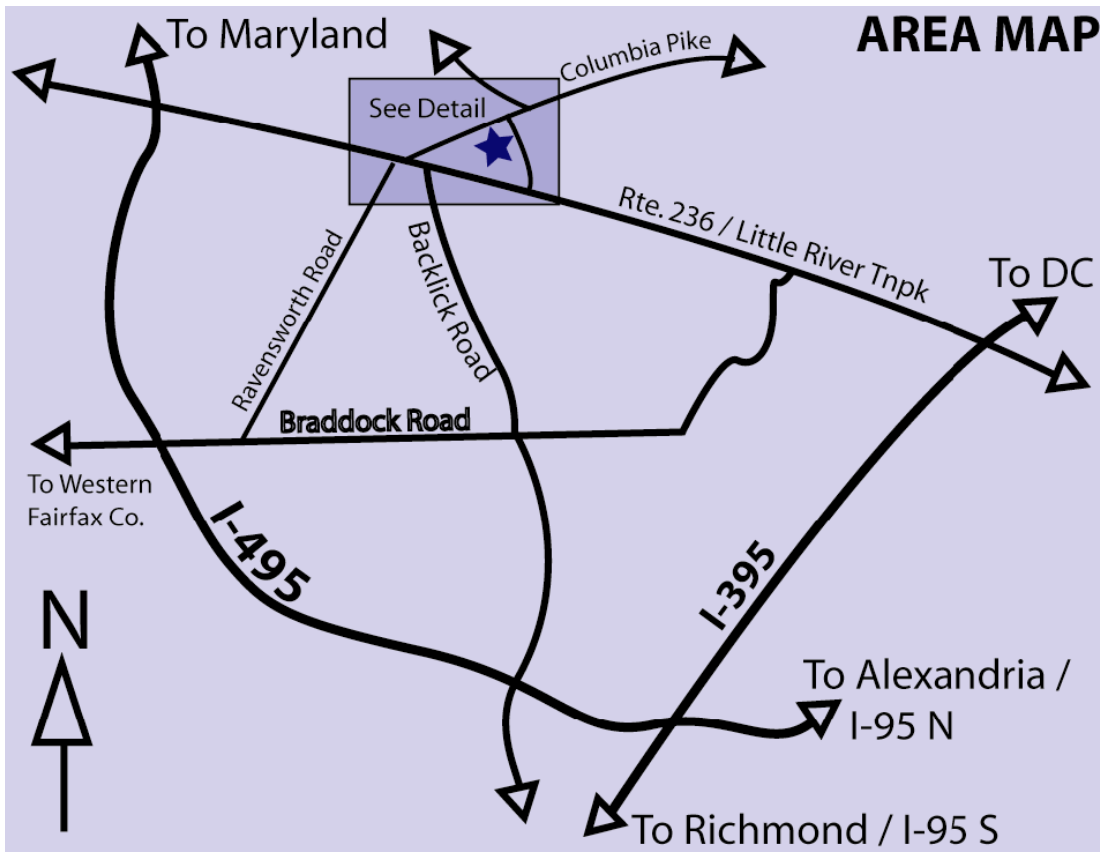 AREA MAP
To Maryland
Columbia Pike
See Detail
Rte. 236 / Little River Tnpk
To DC
Ravensworth Road
Backlick Road
Braddock Road
To Western
Fairfax Co.
I-495
I-395
N
To Alexandria /
I-95 N
To Richmond / I-95 S